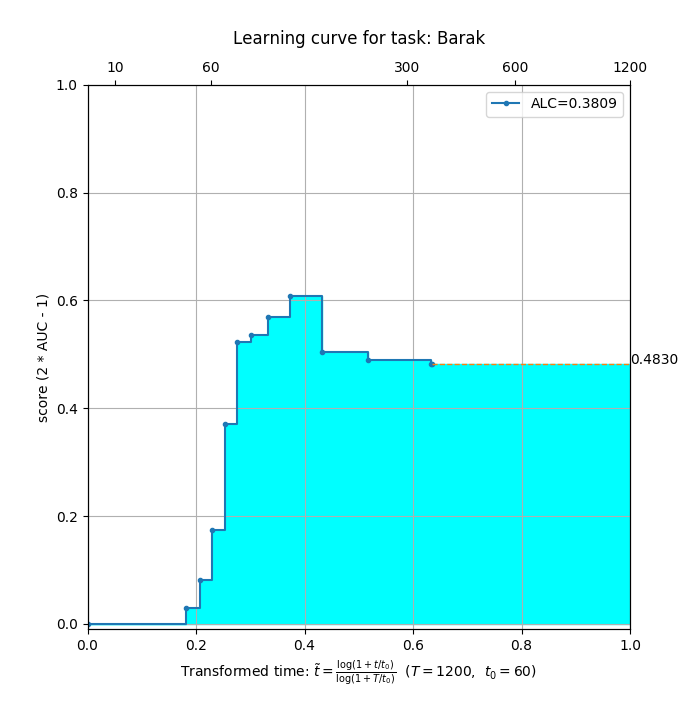 Learning curve for task: Barak
10 60 300 600 1200
ALC=0.3809
1.0
0.8
0.6
0.4
0.2
0.0
score (2 * AUC - 1)
0.4830
0.0 0.2 0.4 0.6 0.8 1.0
Transformed time: t̃ = log(1 + t/t₀) / log(1 + T/t₀) (T = 1200, t₀ = 60)